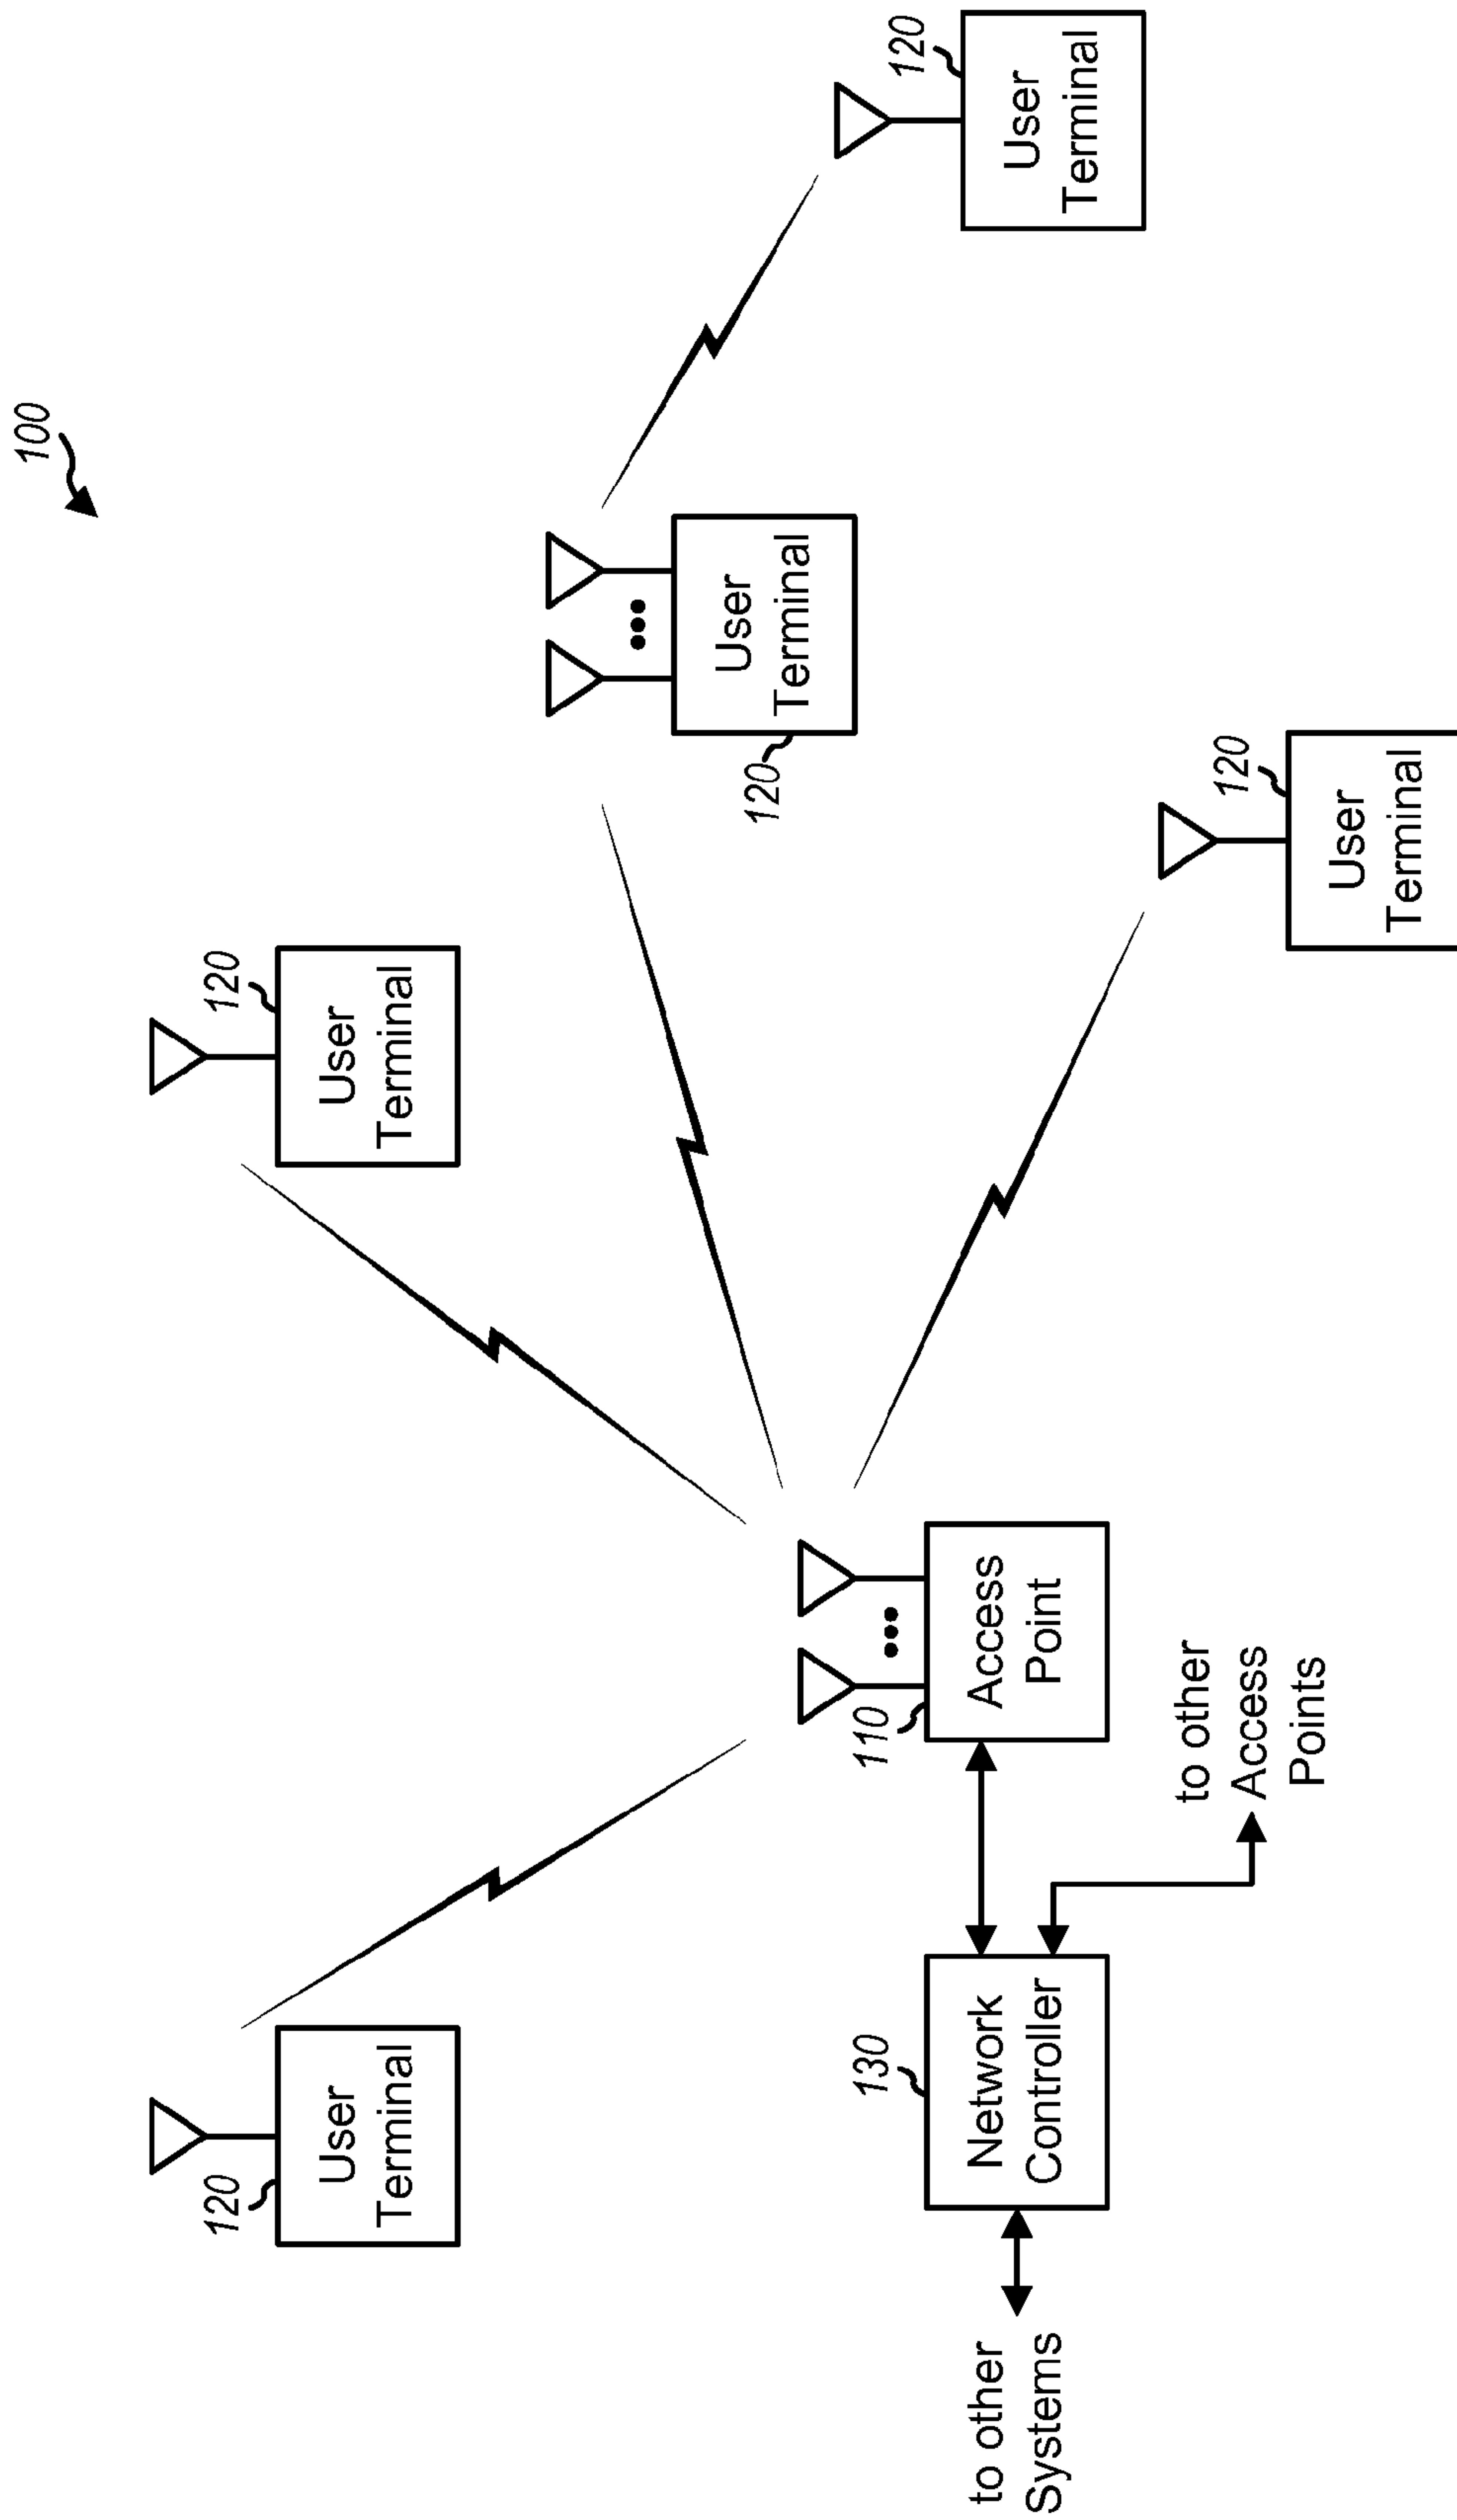 100
120
User
Terminal
120
User
Terminal
User
Terminal
120
120
User
Terminal
to other
Systems
130
Network
Controller
110
Access
Point
to other
Access
Points
120
User
Terminal